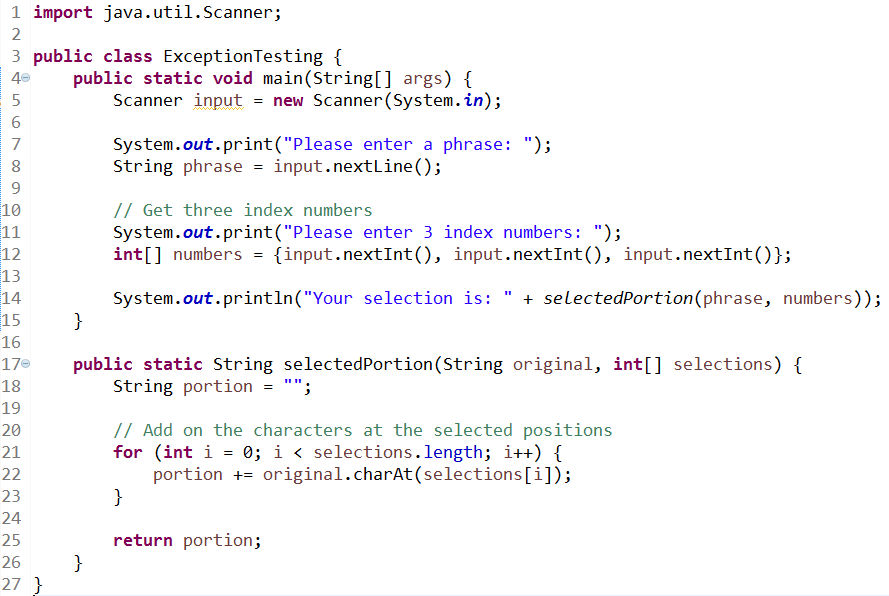 1 import java.util.Scanner;
2
3 public class ExceptionTesting {
4     public static void main(String[] args) {
5         Scanner input = new Scanner(System.in);
6
7         System.out.print("Please enter a phrase: ");
8         String phrase = input.nextLine();
9
10         // Get three index numbers
11         System.out.print("Please enter 3 index numbers: ");
12         int[] numbers = {input.nextInt(), input.nextInt(), input.nextInt()};
13
14         System.out.println("Your selection is: " + selectedPortion(phrase, numbers));
15     }
16
17     public static String selectedPortion(String original, int[] selections) {
18         String portion = "";
19
20         // Add on the characters at the selected positions
21         for (int i = 0; i < selections.length; i++) {
22             portion += original.charAt(selections[i]);
23         }
24
25         return portion;
26     }
27 }